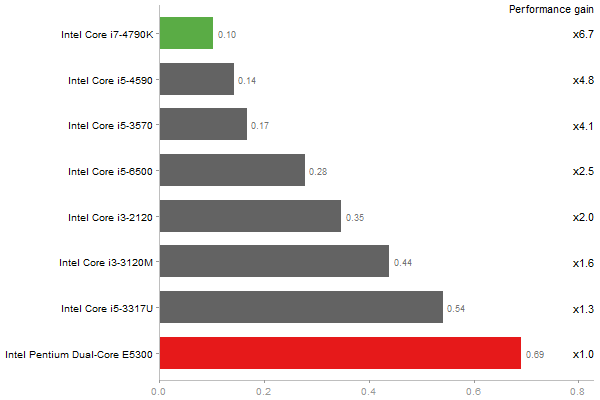 Performance gain
Intel Core i7-4790K 0.10 x6.7
Intel Core i5-4590 0.14 x4.8
Intel Core i5-3570 0.17 x4.1
Intel Core i5-6500 0.28 x2.5
Intel Core i3-2120 0.35 x2.0
Intel Core i3-3120M 0.44 x1.6
Intel Core i5-3317U 0.54 x1.3
Intel Pentium Dual-Core E5300 0.69 x1.0
0.0 0.2 0.4 0.6 0.8